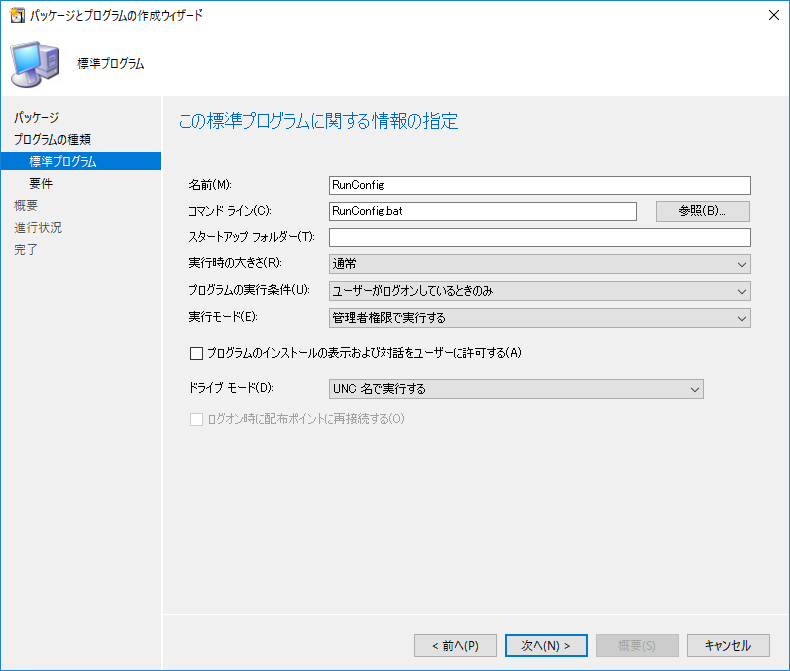 パッケージとプログラムの作成ウィザード
標準プログラム
パッケージ
プログラムの種類
標準プログラム
要件
概要
進行状況
完了
この標準プログラムに関する情報の指定
名前(M): RunConfig
コマンド ライン(C): RunConfig.bat 参照(B)...
スタートアップ フォルダー(T):
実行時の大きさ(R): 通常
プログラムの実行条件(U): ユーザーがログオンしているときのみ
実行モード(E): 管理者権限で実行する
プログラムのインストールの表示および対話をユーザーに許可する(A)
ドライブ モード(D): UNC 名で実行する
ログオン時に配布ポイントに再接続する(O)
< 前へ(P) 次へ(N) > 概要(S) キャンセル